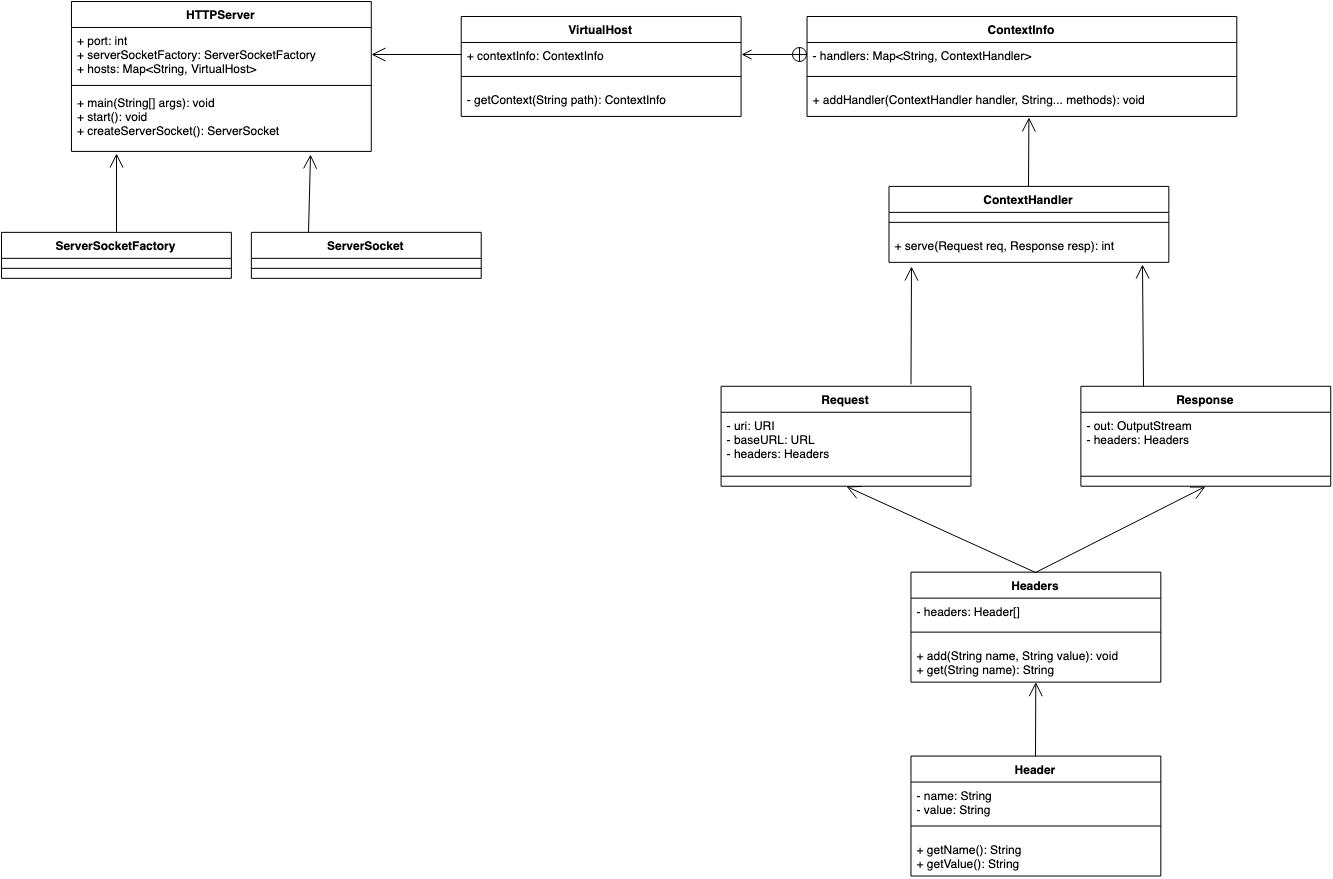 HTTPServer
+ port: int
+ serverSocketFactory: ServerSocketFactory
+ hosts: Map<String, VirtualHost>
+ main(String[] args): void
+ start(): void
+ createServerSocket(): ServerSocket
VirtualHost
+ contextInfo: ContextInfo
- getContext(String path): ContextInfo
ContextInfo
- handlers: Map<String, ContextHandler>
+ addHandler(ContextHandler handler, String... methods): void
ServerSocketFactory
ServerSocket
ContextHandler
+ serve(Request req, Response resp): int
Request
- uri: URI
- baseURL: URL
- headers: Headers
Response
- out: OutputStream
- headers: Headers
Headers
- headers: Header[]
+ add(String name, String value): void
+ get(String name): String
Header
- name: String
- value: String
+ getName(): String
+ getValue(): String